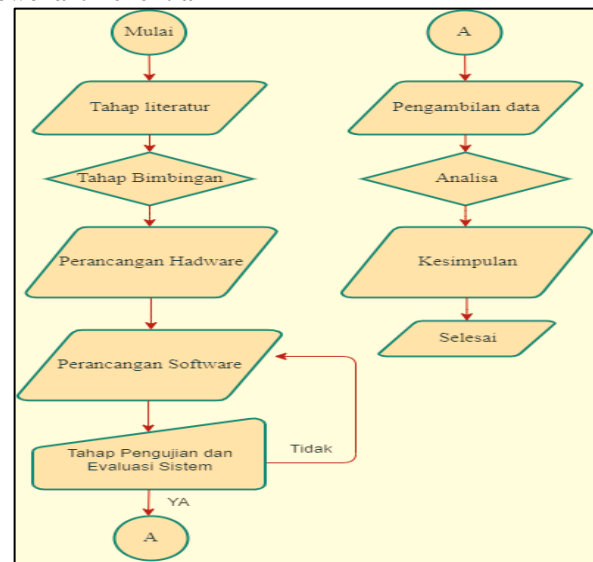 Mulai
Tahap literatur
Tahap Bimbingan
Perancangan Hadware
Perancangan Software
Tahap Pengujian dan
Evaluasi Sistem
Tidak
YA
A
A
Pengambilan data
Analisa
Kesimpulan
Selesai